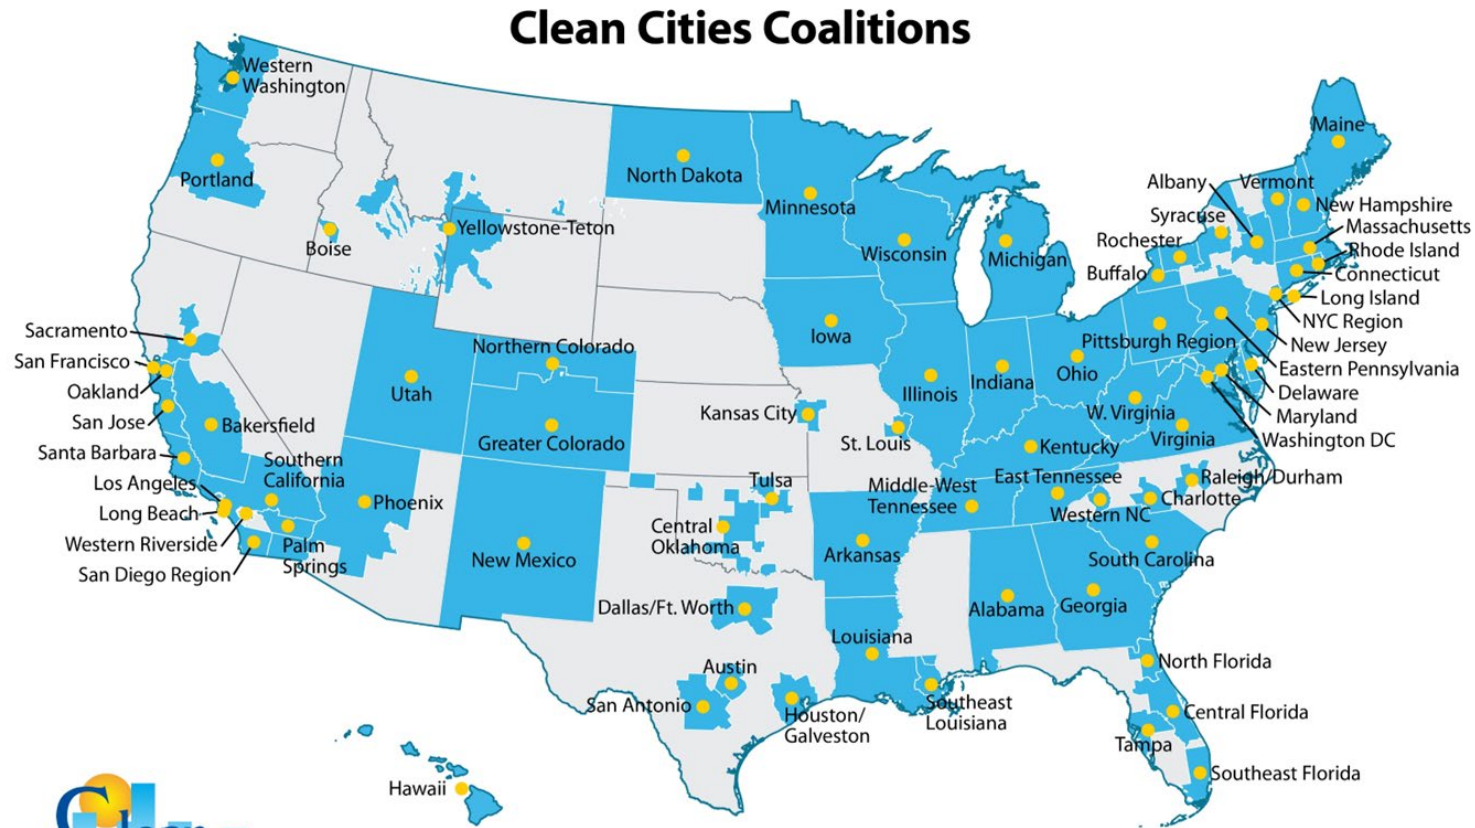 Clean Cities Coalitions
Western
Washington
Portland
Boise
Yellowstone-Teton
North Dakota
Minnesota
Wisconsin
Michigan
Maine
Albany
Vermont
New Hampshire
Syracuse
Massachusetts
Rochester
Rhode Island
Buffalo
Connecticut
Long Island
NYC Region
New Jersey
Pittsburgh Region
Eastern Pennsylvania
Delaware
Maryland
Washington DC
Sacramento
San Francisco
Oakland
San Jose
Bakersfield
Santa Barbara
Southern
California
Los Angeles
Long Beach
Western Riverside
San Diego Region
Palm
Springs
Phoenix
Utah
Northern Colorado
Greater Colorado
New Mexico
Iowa
Illinois
Indiana
Ohio
Kansas City
St. Louis
W. Virginia
Virginia
Kentucky
East Tennessee
Middle-West
Tennessee
Raleigh/Durham
Charlotte
Western NC
South Carolina
Tulsa
Central
Oklahoma
Arkansas
Dallas/Ft. Worth
Alabama
Georgia
Louisiana
Austin
San Antonio
Houston/
Galveston
Southeast
Louisiana
North Florida
Central Florida
Tampa
Southeast Florida
Hawaii